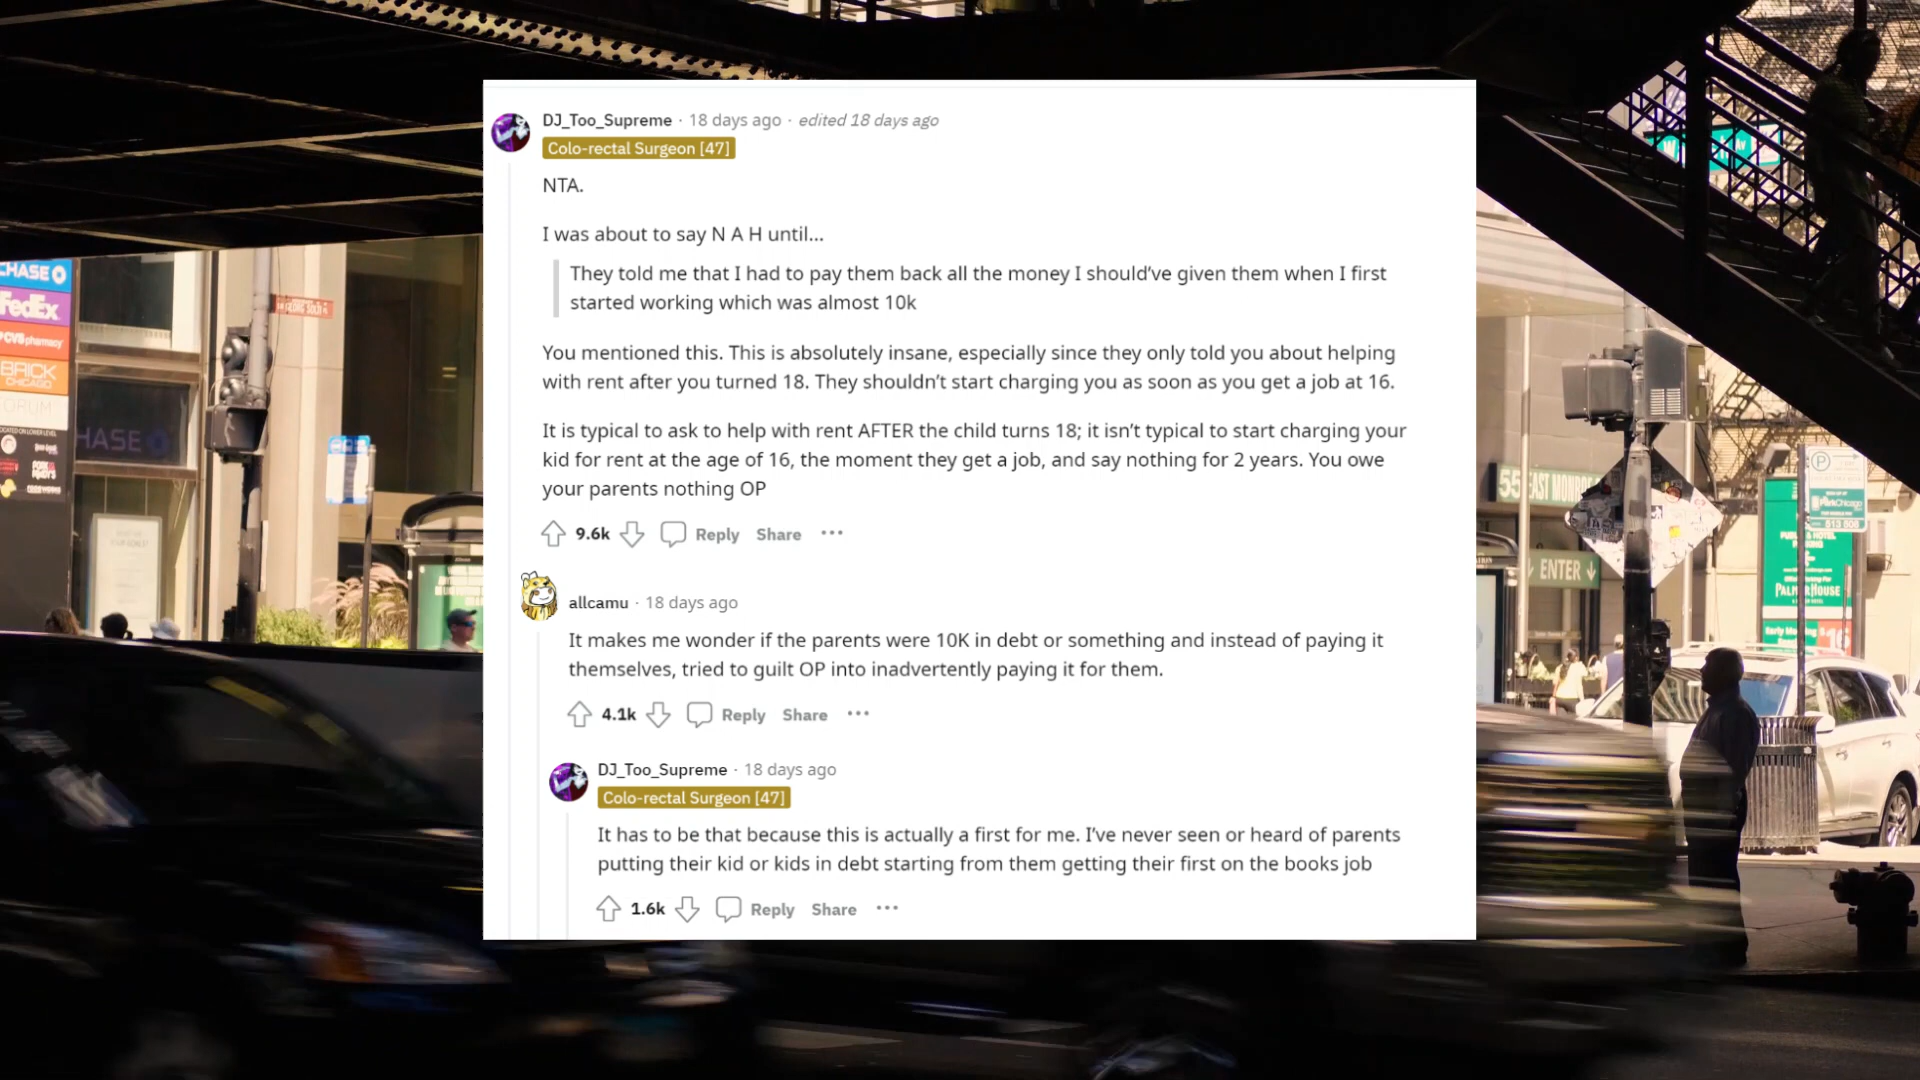 DJ_Too_Supreme · 18 days ago · edited 18 days ago
Colo-rectal Surgeon [47]
NTA.
I was about to say N A H until...
They told me that I had to pay them back all the money I should've given them when I first
started working which was almost 10k
You mentioned this. This is absolutely insane, especially since they only told you about helping
with rent after you turned 18. They shouldn't start charging you as soon as you get a job at 16.
It is typical to ask to help with rent AFTER the child turns 18; it isn't typical to start charging your
kid for rent at the age of 16, the moment they get a job, and say nothing for 2 years. You owe
your parents nothing OP
9.6k Reply Share ···
allcamu · 18 days ago
It makes me wonder if the parents were 10K in debt or something and instead of paying it
themselves, tried to guilt OP into inadvertently paying it for them.
4.1k Reply Share ···
DJ_Too_Supreme · 18 days ago
Colo-rectal Surgeon [47]
It has to be that because this is actually a first for me. I've never seen or heard of parents
putting their kid or kids in debt starting from them getting their first on the books job
1.6k Reply Share ···
CHASE
FedEx
CVS pharmacy
BRICK
CHICAGO
HASE
55 EAST MONRO
ENTER
P
ParkChicago
PALMER HOUSE